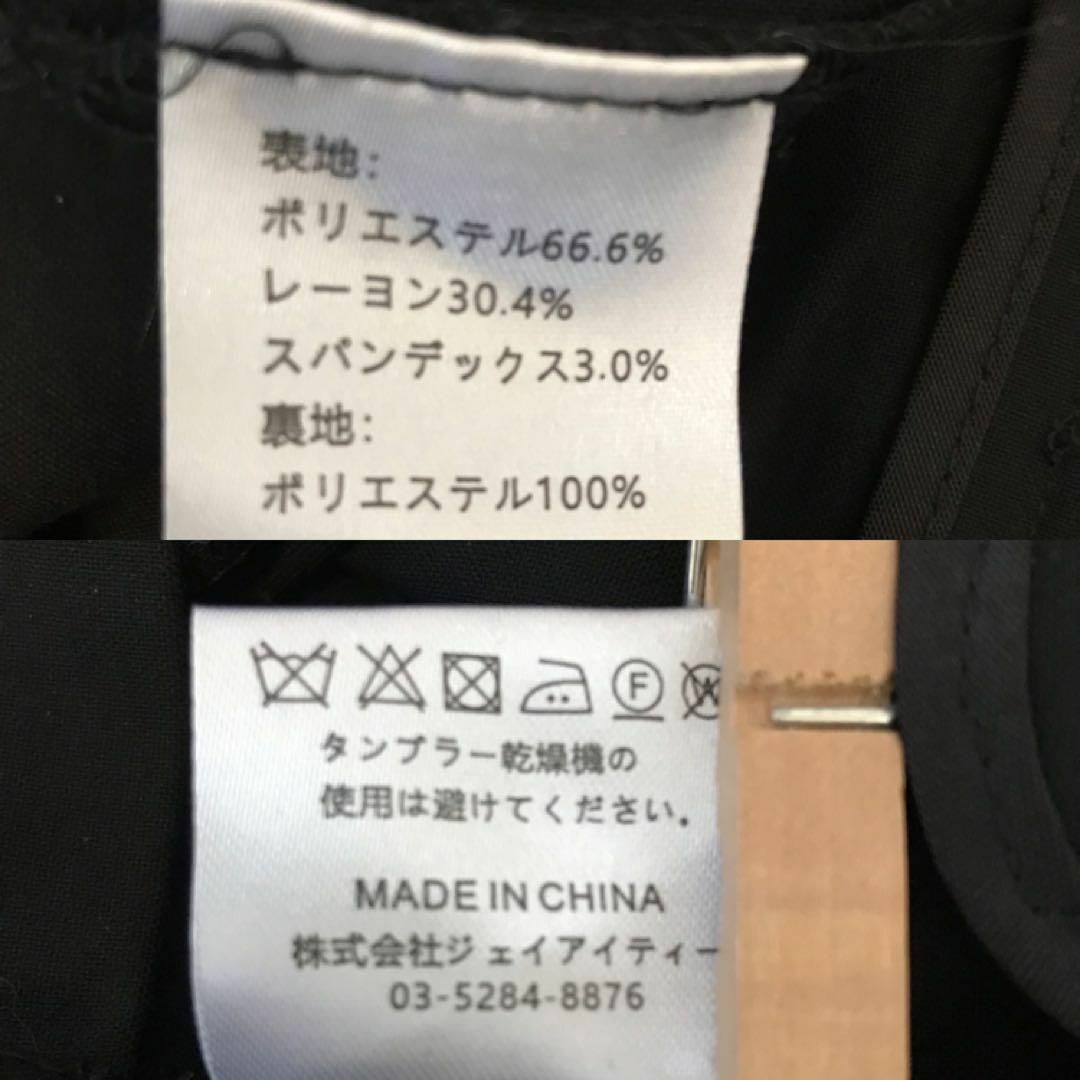 表地:
ポリエステル66.6%
レーヨン30.4%
スパンデックス3.0%
裏地:
ポリエステル100%
F W
タンブラー乾燥機の
使用は避けてください.
MADE IN CHINA
株式会社ジェイアイティー
03-5284-8876